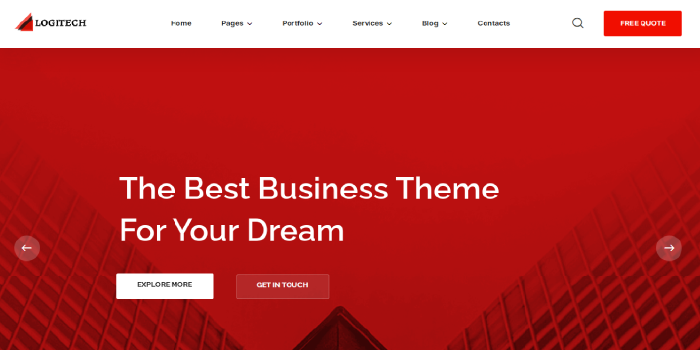 LOGITECH
Home Pages Portfolio Services Blog Contacts
FREE QUOTE
The Best Business Theme
For Your Dream
EXPLORE MORE
GET IN TOUCH